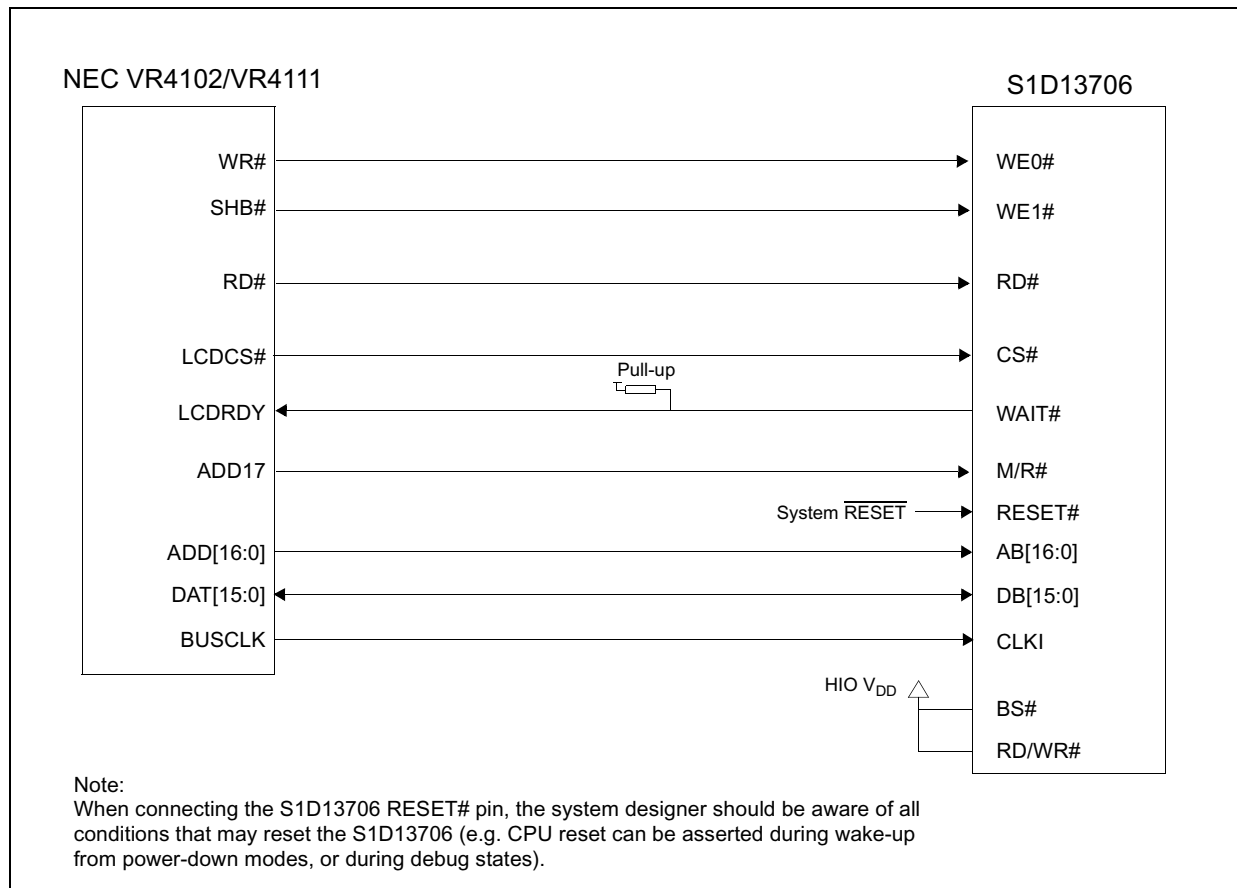 NEC VR4102/VR4111
S1D13706
WR#
WE0#
SHB#
WE1#
RD#
RD#
LCDCS#
CS#
Pull-up
LCDRDY
WAIT#
ADD17
M/R#
System RESET
RESET#
ADD[16:0]
AB[16:0]
DAT[15:0]
DB[15:0]
BUSCLK
CLKI
HIO VDD
BS#
RD/WR#
Note:
When connecting the S1D13706 RESET# pin, the system designer should be aware of all
conditions that may reset the S1D13706 (e.g. CPU reset can be asserted during wake-up
from power-down modes, or during debug states).